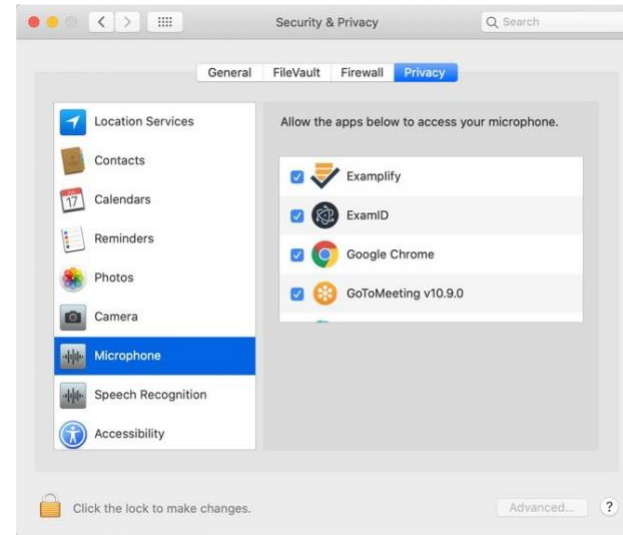 Security & Privacy
Search
General FileVault Firewall Privacy
Location Services
Contacts
17
Calendars
Reminders
Photos
Camera
Microphone
Speech Recognition
Accessibility
Allow the apps below to access your microphone.
Examplify
ExamID
Google Chrome
GoToMeeting v10.9.0
Click the lock to make changes.
Advanced... ?